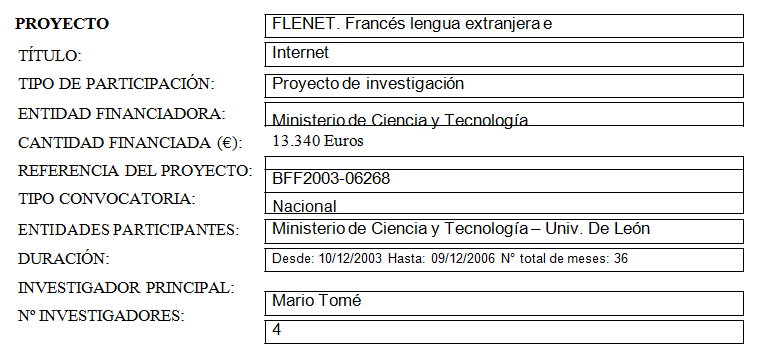 PROYECTO FLENET. Francés lengua extranjera e
TÍTULO: Internet
TIPO DE PARTICIPACIÓN: Proyecto de investigación
ENTIDAD FINANCIADORA: Ministerio de Ciencia y Tecnología
CANTIDAD FINANCIADA (€): 13.340 Euros
REFERENCIA DEL PROYECTO: BFF2003-06268
TIPO CONVOCATORIA: Nacional
ENTIDADES PARTICIPANTES: Ministerio de Ciencia y Tecnología – Univ. De León
DURACIÓN: Desde: 10/12/2003 Hasta: 09/12/2006 N° total de meses: 36
INVESTIGADOR PRINCIPAL: Mario Tomé
Nº INVESTIGADORES: 4